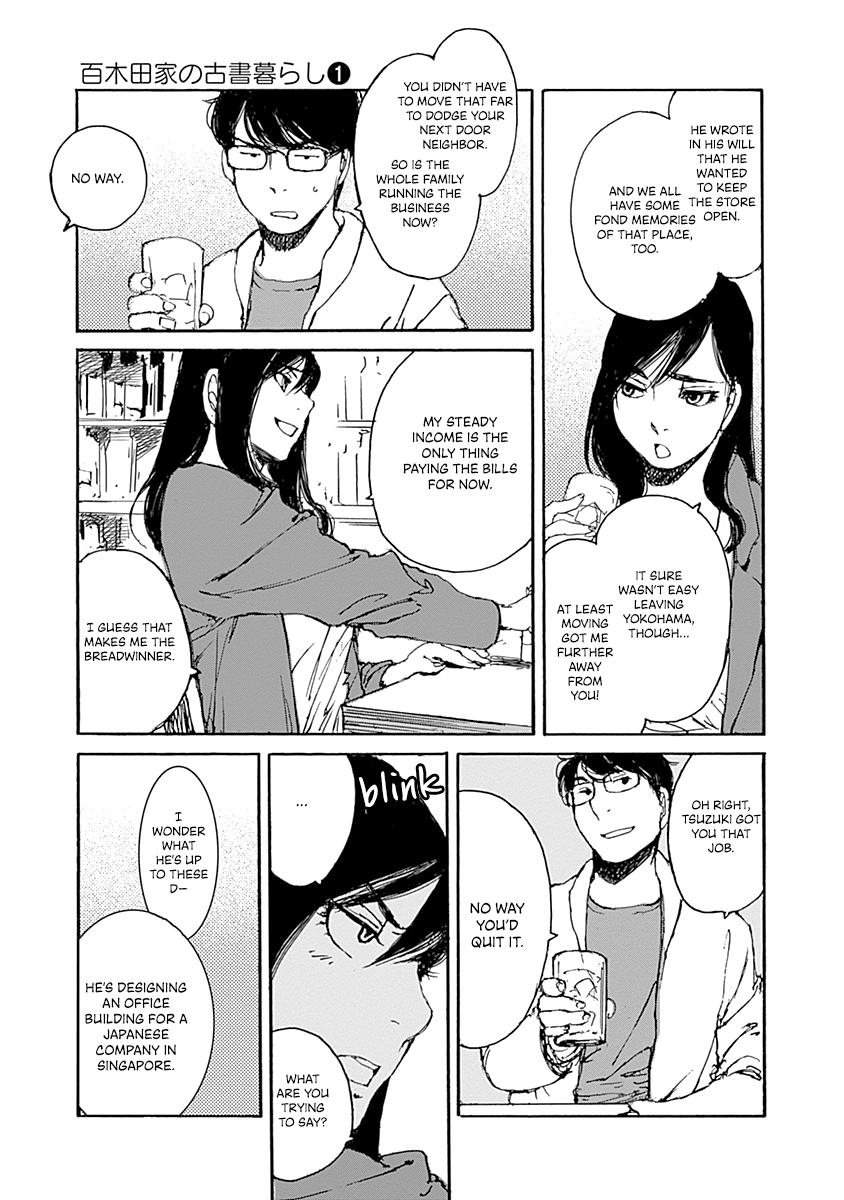 百木田家の古書暮らし❶
HE WROTE
IN HIS WILL
THAT HE
WANTED
TO KEEP
THE STORE
OPEN.
AND WE ALL
HAVE SOME
FOND MEMORIES
OF THAT PLACE,
TOO.
IT SURE
WASN'T EASY
LEAVING
YOKOHAMA,
THOUGH...
AT LEAST
MOVING
GOT ME
FURTHER
AWAY
FROM
YOU!
YOU DIDN'T HAVE
TO MOVE THAT FAR
TO DODGE YOUR
NEXT DOOR
NEIGHBOR.
SO IS THE
WHOLE FAMILY
RUNNING THE
BUSINESS
NOW?
NO WAY.
MY STEADY
INCOME IS THE
ONLY THING
PAYING THE BILLS
FOR NOW.
I GUESS THAT
MAKES ME THE
BREADWINNER.
OH RIGHT,
TSUZUKI GOT
YOU THAT
JOB.
NO WAY
YOU'D
QUIT IT.
blink
...
WHAT
ARE YOU
TRYING
TO SAY?
I
WONDER
WHAT
HE'S UP
TO THESE
D—
HE'S DESIGNING
AN OFFICE
BUILDING FOR A
JAPANESE
COMPANY IN
SINGAPORE.